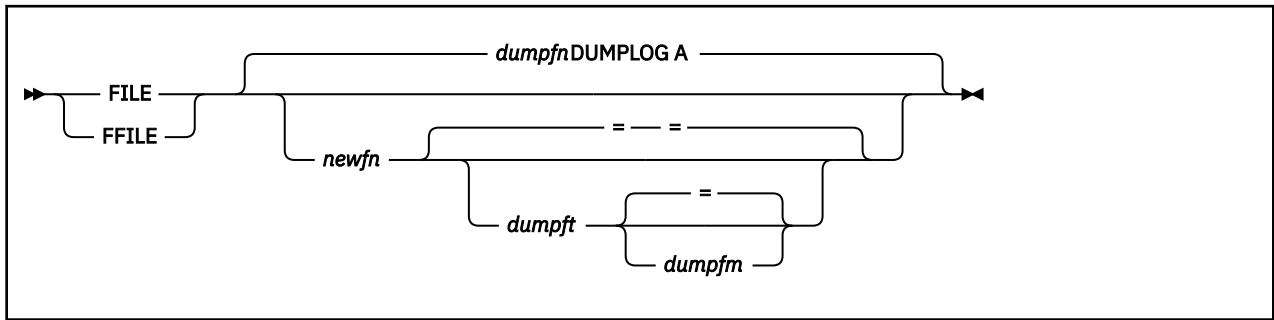 dumpfnDUMPLOG A
FILE
FFILE
= =
newfn
=
dumpft
dumpfm